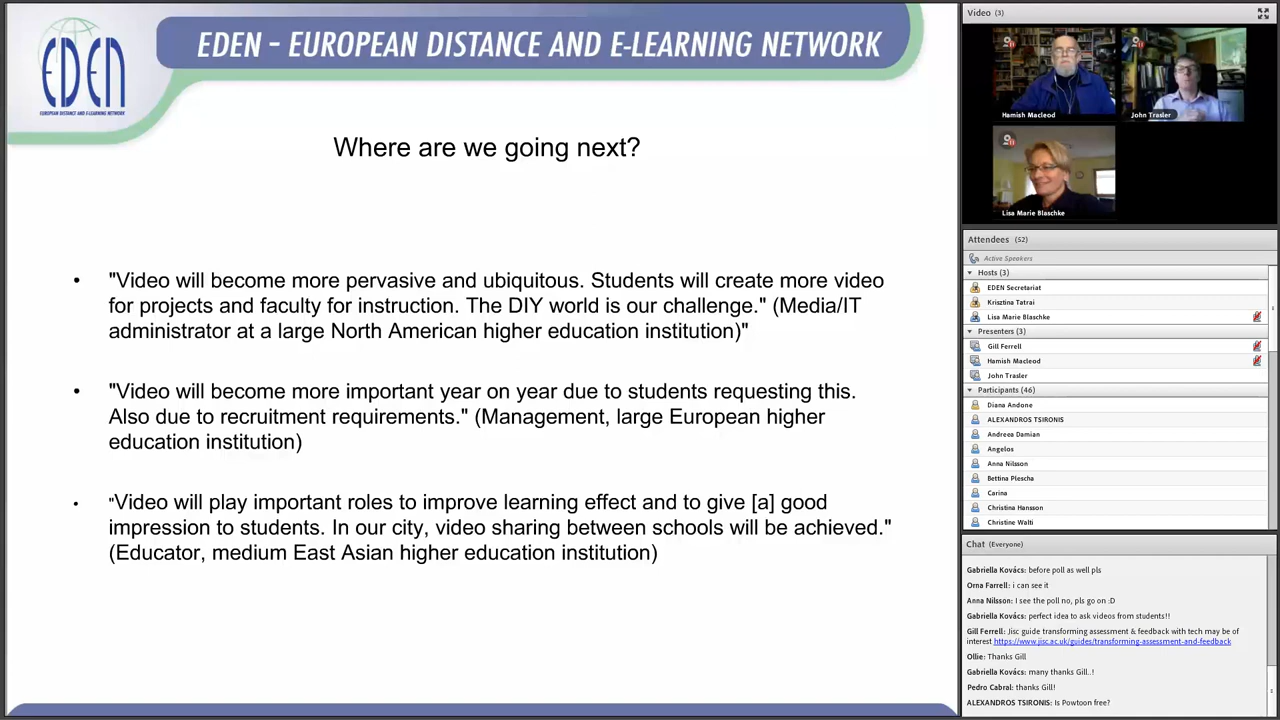 EDEN
EUROPEAN DISTANCE AND E-LEARNING NETWORK
EDEN - EUROPEAN DISTANCE AND E-LEARNING NETWORK
Where are we going next?
• "Video will become more pervasive and ubiquitous. Students will create more video
for projects and faculty for instruction. The DIY world is our challenge." (Media/IT
administrator at a large North American higher education institution)"
• "Video will become more important year on year due to students requesting this.
Also due to recruitment requirements." (Management, large European higher
education institution)
• "Video will play important roles to improve learning effect and to give [a] good
impression to students. In our city, video sharing between schools will be achieved."
(Educator, medium East Asian higher education institution)
Video (3)
Hamish Macleod
John Trasler
Lisa Marie Blaschke
Attendees (52)
Active Speakers
Hosts (3)
EDEN Secretariat
Krisztina Tatrai
Lisa Marie Blaschke
Presenters (3)
Gill Ferrell
Hamish Macleod
John Trasler
Participants (46)
Diana Andone
ALEXANDROS TSIRONIS
Andreea Damian
Angelos
Anna Nilsson
Bettina Plescha
Carina
Christina Hansson
Christine Walti
Chat (Everyone)
Gabriella Kovács: before poll as well pls
Orna Farrell: i can see it
Anna Nilsson: I see the poll no, pls go on :D
Gabriella Kovács: perfect idea to ask videos from students!!
Gill Ferrell: Jisc guide transforming assessment & feedback with tech may be of
interest https://www.jisc.ac.uk/guides/transforming-assessment-and-feedback
Ollie: Thanks Gill
Gabriella Kovács: many thanks Gill..!
Pedro Cabral: thanks Gill!
ALEXANDROS TSIRONIS: Is Powtoon free?